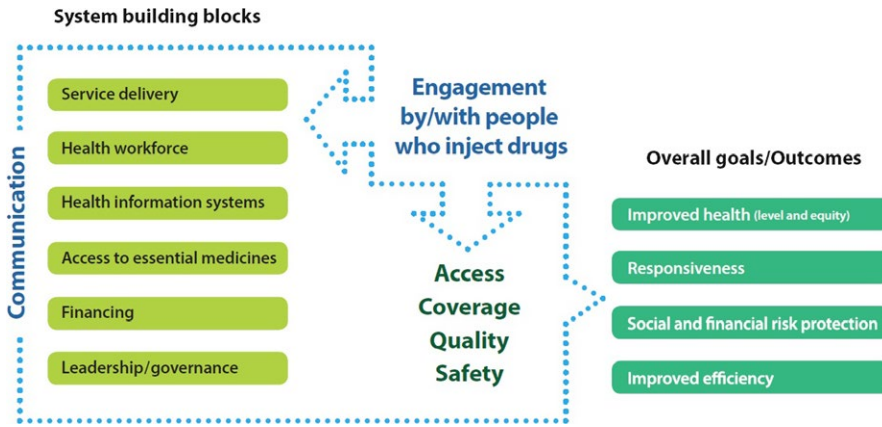 System building blocks
Communication
Service delivery
Health workforce
Health information systems
Access to essential medicines
Financing
Leadership/governance
Engagement
by/with people
who inject drugs
Access
Coverage
Quality
Safety
Overall goals/Outcomes
Improved health (level and equity)
Responsiveness
Social and financial risk protection
Improved efficiency